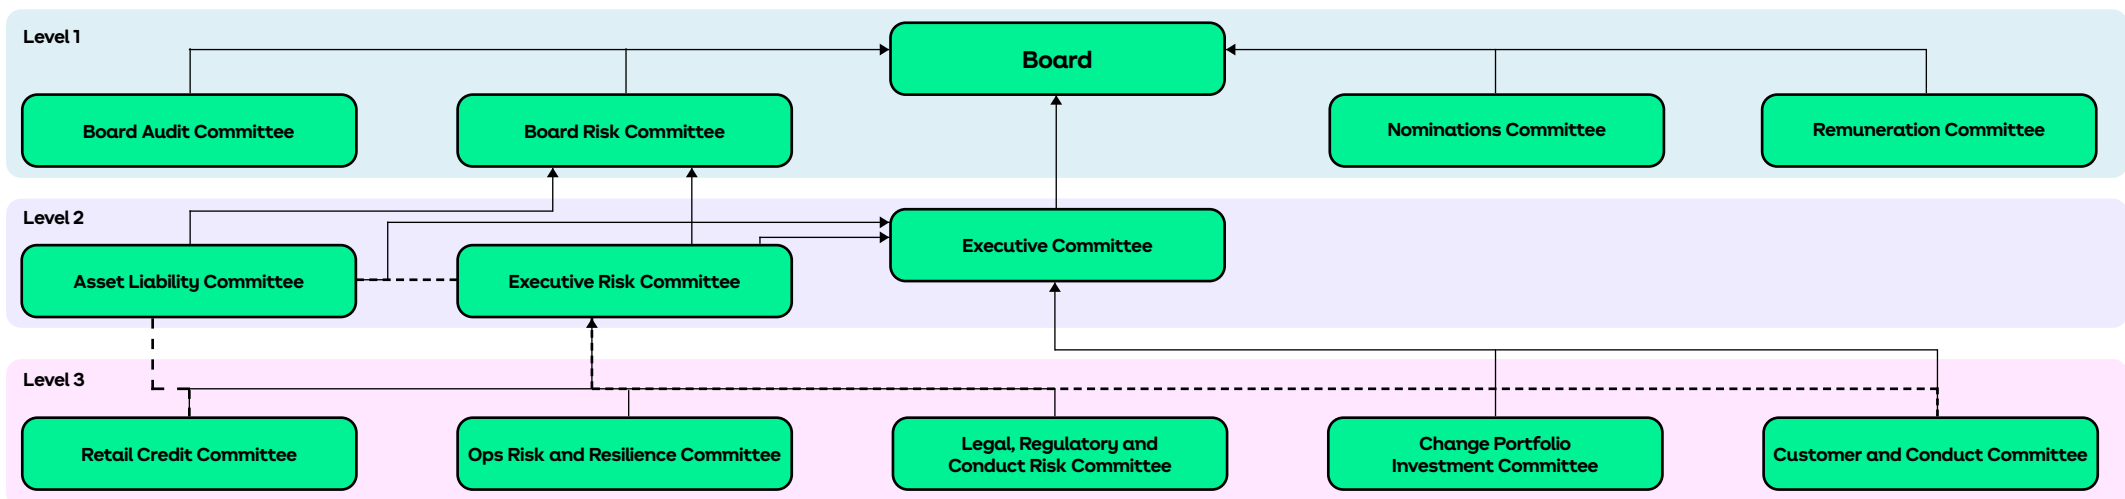 Level 1
Board
Board Audit Committee
Board Risk Committee
Nominations Committee
Remuneration Committee
Level 2
Executive Committee
Asset Liability Committee
Executive Risk Committee
Level 3
Retail Credit Committee
Ops Risk and Resilience Committee
Legal, Regulatory and
Conduct Risk Committee
Change Portfolio
Investment Committee
Customer and Conduct Committee